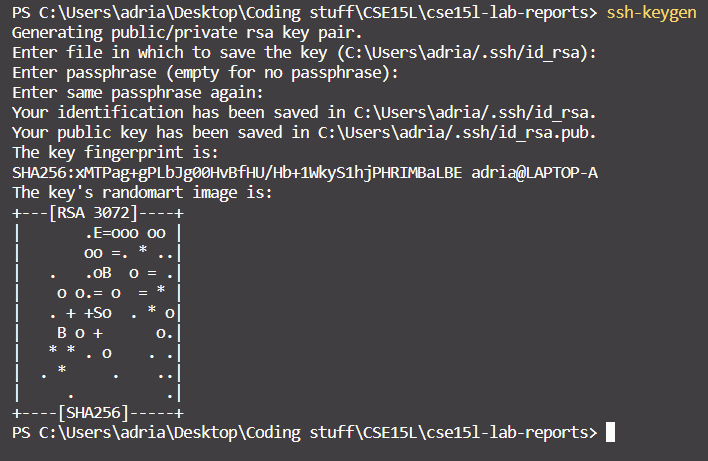 PS C:\Users\adria\Desktop\Coding stuff\CSE15L\cse15l-lab-reports> ssh-keygen
Generating public/private rsa key pair.
Enter file in which to save the key (C:\Users\adria/.ssh/id_rsa):
Enter passphrase (empty for no passphrase):
Enter same passphrase again:
Your identification has been saved in C:\Users\adria/.ssh/id_rsa.
Your public key has been saved in C:\Users\adria/.ssh/id_rsa.pub.
The key fingerprint is:
SHA256:xMTPag+gPLbJg00HvBfHU/Hb+1WkyS1hjPHRIMBaLBE adria@LAPTOP-A
The key's randomart image is:
+---[RSA 3072]----+
|       .E=ooo oo |
|       oo =. * ..|
|   .   .oB  o = .|
|    o o.= o  = * |
|   . + +So  . * o|
|    B o +      o.|
|   * * . o    . .|
|  . *     .    ..|
|     .          .|
+----[SHA256]-----+
PS C:\Users\adria\Desktop\Coding stuff\CSE15L\cse15l-lab-reports>